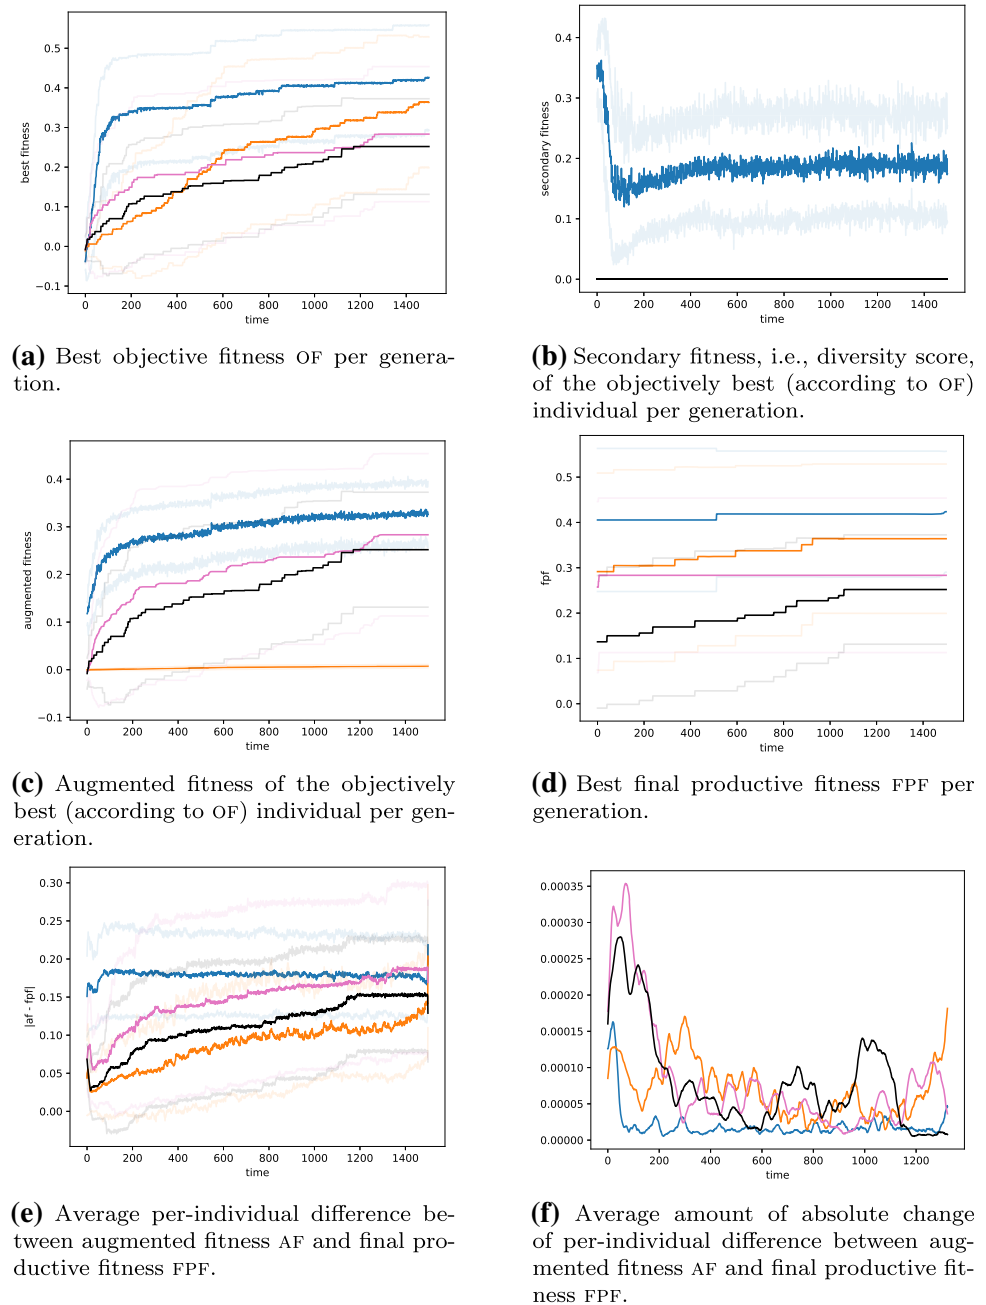 best fitness
0.5
0.4
0.3
0.2
0.1
0.0
−0.1
0 200 400 600 800 1000 1200 1400
time
secondary fitness
0.4
0.3
0.2
0.1
0.0
0 200 400 600 800 1000 1200 1400
time
(a) Best objective fitness OF per genera-
tion.
(b) Secondary fitness, i.e., diversity score,
of the objectively best (according to OF)
individual per generation.
augmented fitness
0.4
0.3
0.2
0.1
0.0
−0.1
0 200 400 600 800 1000 1200 1400
time
fpf
0.5
0.4
0.3
0.2
0.1
0.0
0 200 400 600 800 1000 1200 1400
time
(c) Augmented fitness of the objectively
best (according to OF) individual per gen-
eration.
(d) Best final productive fitness FPF per
generation.
|af - fpf|
0.30
0.25
0.20
0.15
0.10
0.05
0.00
0 200 400 600 800 1000 1200 1400
time
0.00035
0.00030
0.00025
0.00020
0.00015
0.00010
0.00005
0.00000
0 200 400 600 800 1000 1200
time
(e) Average per-individual difference be-
tween augmented fitness AF and final pro-
ductive fitness FPF.
(f) Average amount of absolute change
of per-individual difference between aug-
mented fitness AF and final productive fit-
ness FPF.